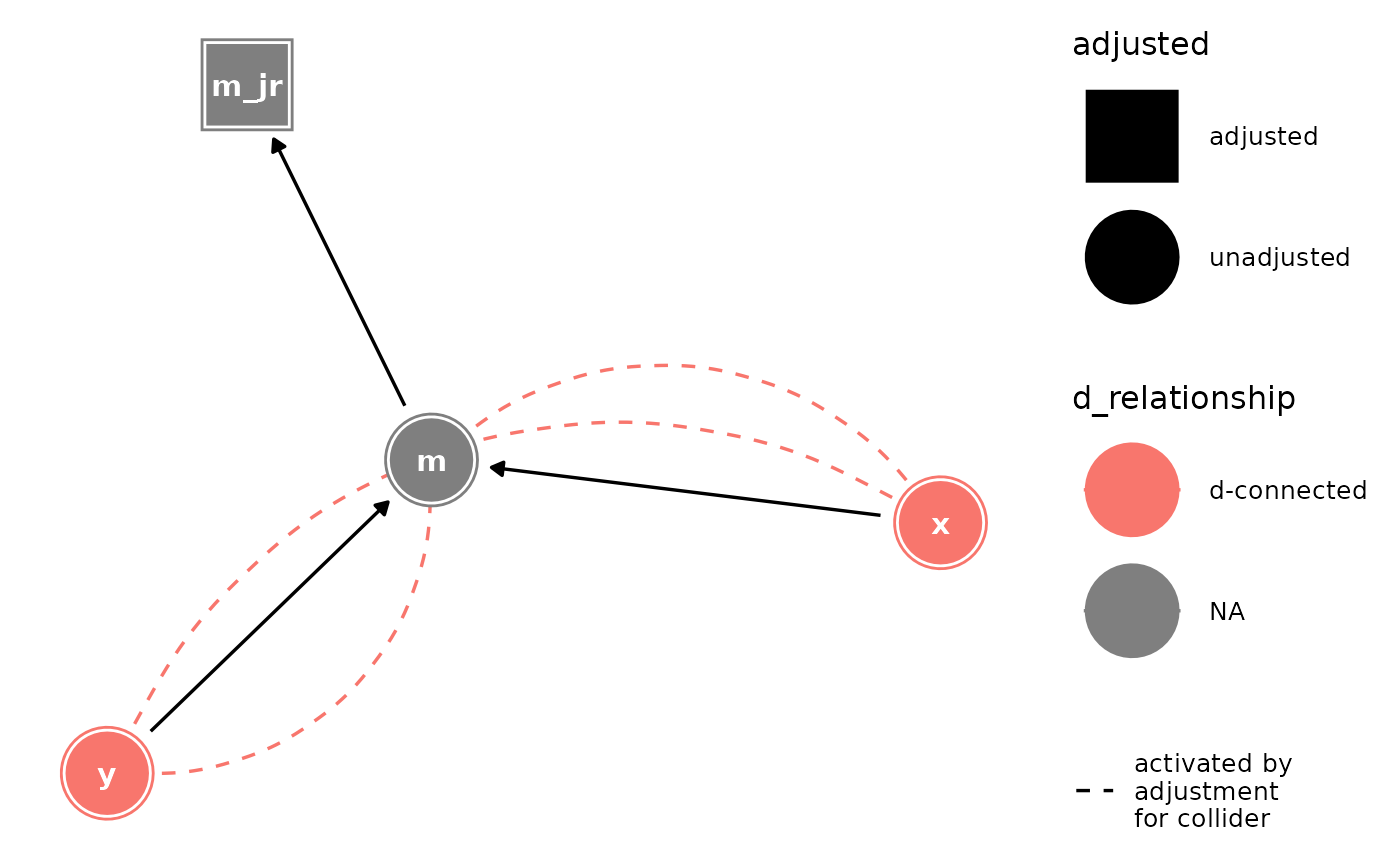 m_jr
m
x
y
adjusted
adjusted
unadjusted
d_relationship
d-connected
NA
activated by
adjustment
for collider